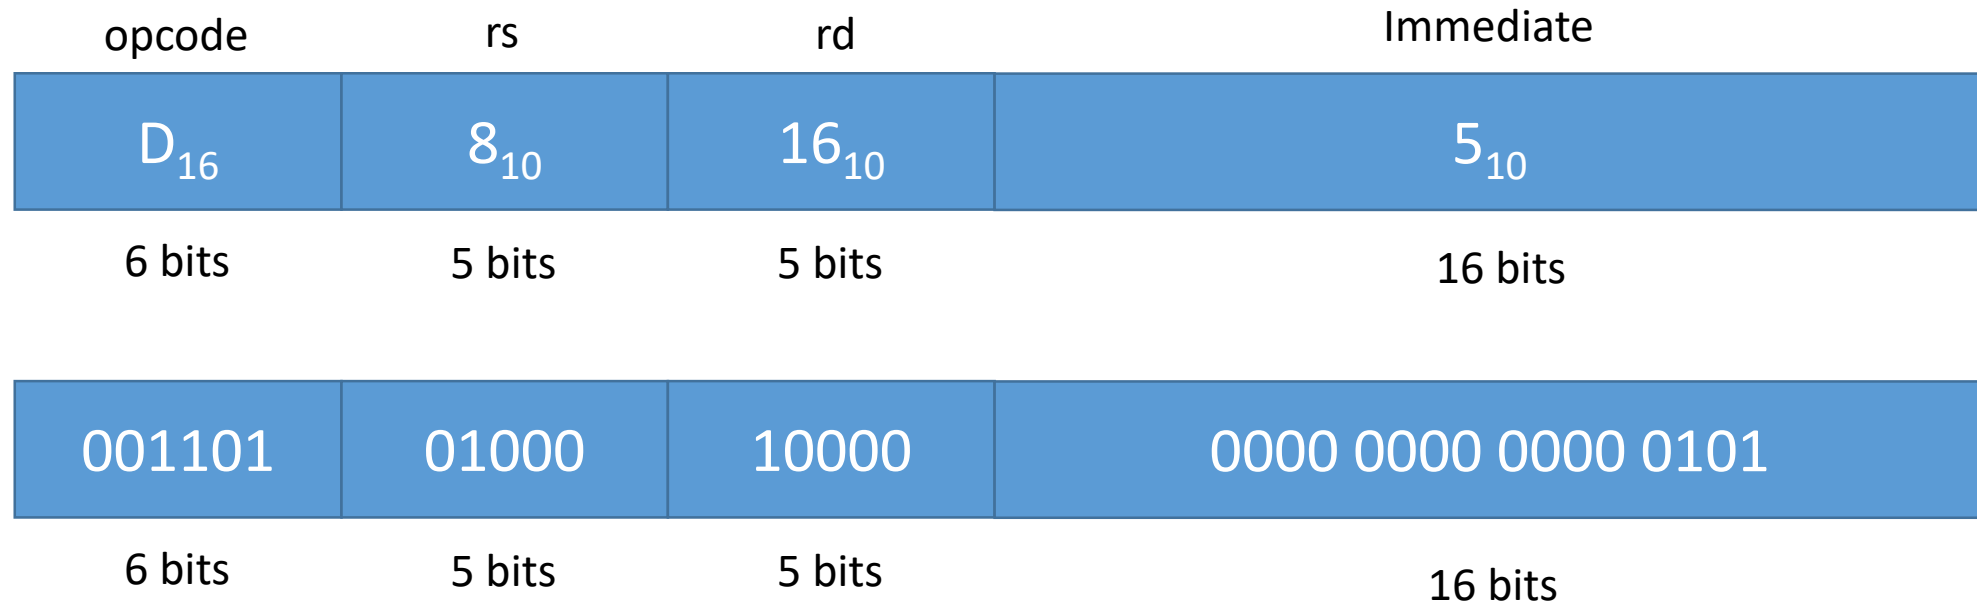 opcode rs rd Immediate
D₁₆ 8₁₀ 16₁₀ 5₁₀
6 bits 5 bits 5 bits 16 bits
001101 01000 10000 0000 0000 0000 0101
6 bits 5 bits 5 bits 16 bits